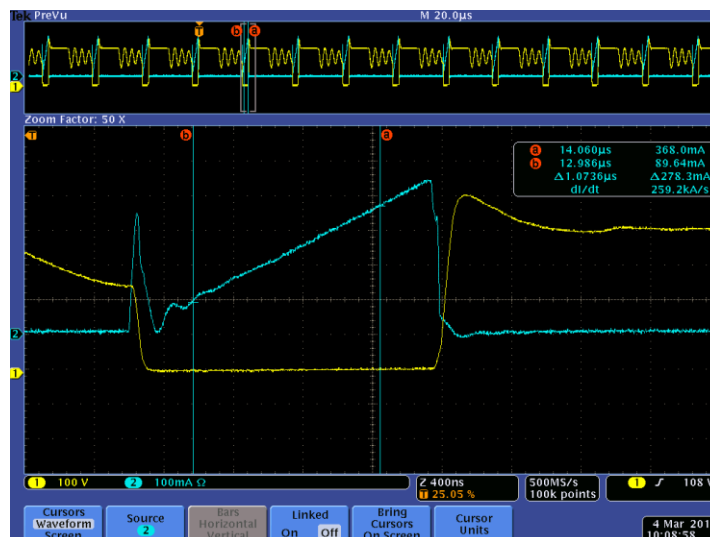 Tek PreVu M 20.0µs
T b a
2
1
Zoom Factor: 50 X
T b a
a 14.060µs 368.0mA
b 12.986µs 89.64mA
Δ1.0736µs Δ278.3mA
dI/dt 259.2kA/s
2
1
1 100 V 2 100mA Ω Z 400ns 500MS/s 1 108 V
T 25.05 % 100k points
Cursors
Waveform
Screen
Source
2
Bars
Horizontal
Vertical
Linked
On Off
Bring
Cursors
On Screen
Cursor
Units
4 Mar 201
10:08:58